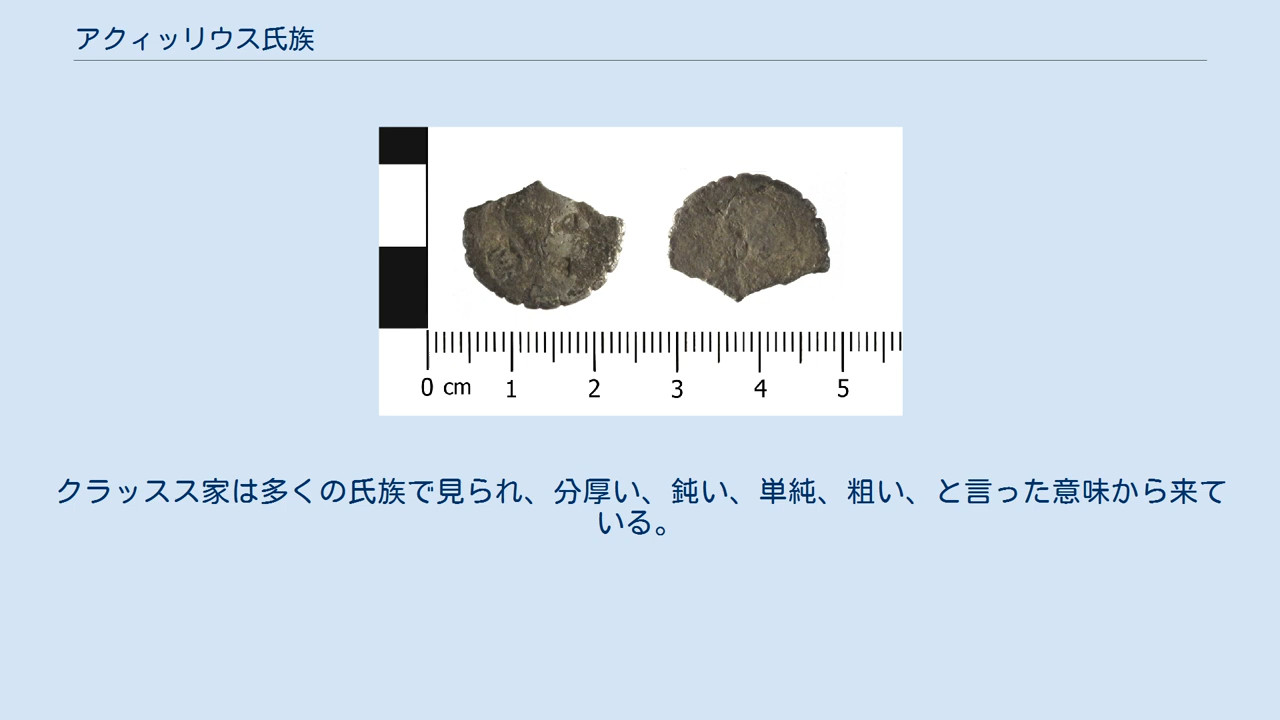 アクィッリウス氏族
0 cm 1 2 3 4 5
クラッスス家は多くの氏族で見られ、分厚い、鈍い、単純、粗い、と言った意味から来て
いる。